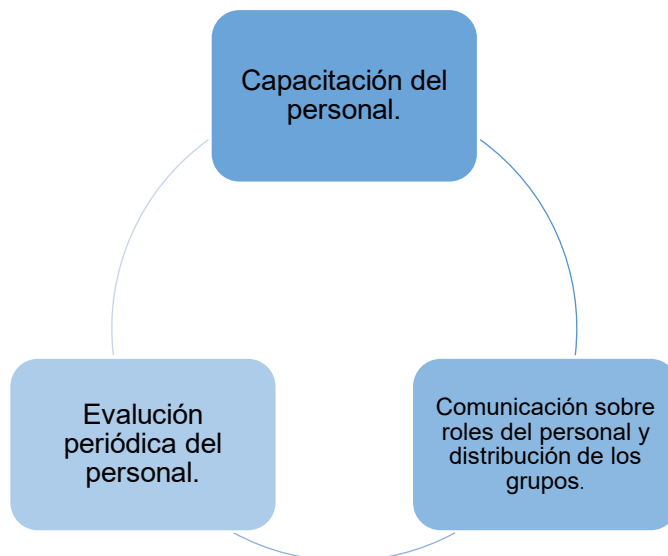 Capacitación del
personal.
Comunicación sobre
roles del personal y
distribución de los
grupos.
Evalución
periódica del
personal.